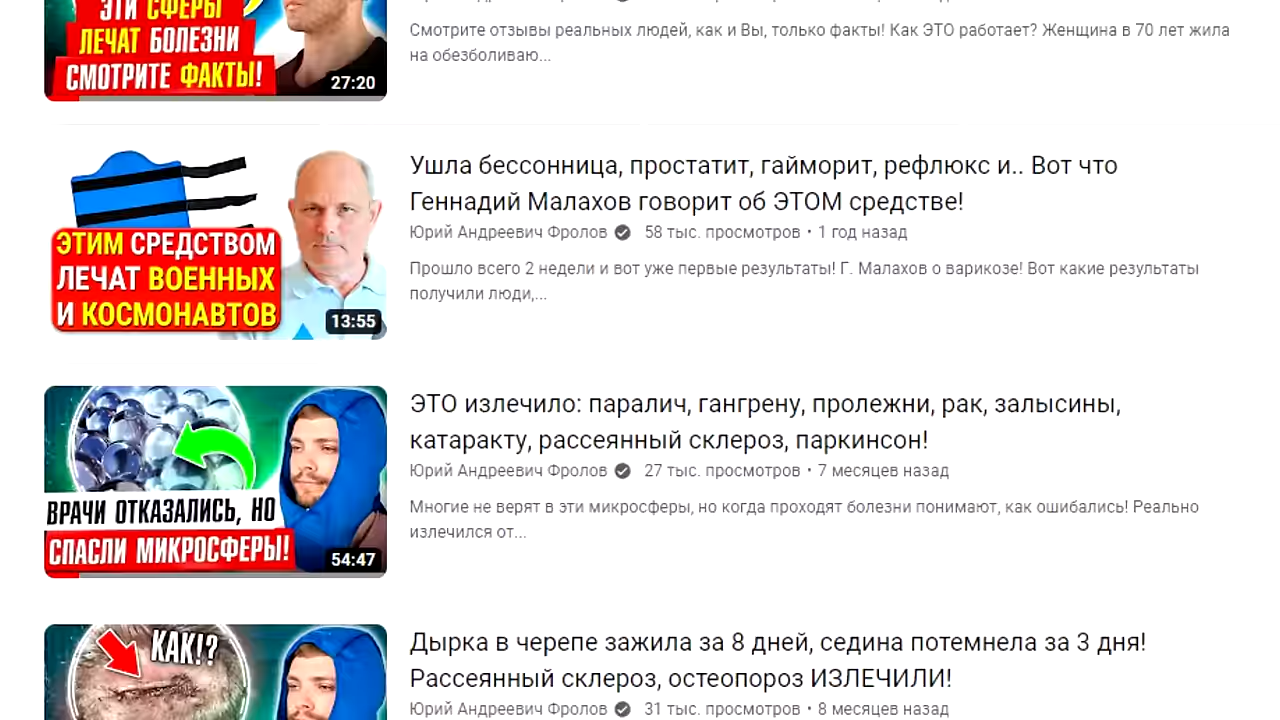 ЭТИ СФЕРЫ
ЛЕЧАТ БОЛЕЗНИ
СМОТРИТЕ ФАКТЫ!
27:20
Смотрите отзывы реальных людей, как и Вы, только факты! Как ЭТО работает? Женщина в 70 лет жила
на обезболиваю...
ЭТИМ СРЕДСТВОМ
ЛЕЧАТ ВОЕННЫХ
И КОСМОНАВТОВ
13:55
Ушла бессонница, простатит, гайморит, рефлюкс и.. Вот что
Геннадий Малахов говорит об ЭТОМ средстве!
Юрий Андреевич Фролов 58 тыс. просмотров • 1 год назад
Прошло всего 2 недели и вот уже первые результаты! Г. Малахов о варикозе! Вот какие результаты
получили люди,...
ВРАЧИ ОТКАЗАЛИСЬ, НО
СПАСЛИ МИКРОСФЕРЫ!
54:47
ЭТО излечило: паралич, гангрену, пролежни, рак, залысины,
катаракту, рассеянный склероз, паркинсон!
Юрий Андреевич Фролов 27 тыс. просмотров • 7 месяцев назад
Многие не верят в эти микросферы, но когда проходят болезни понимают, как ошибались! Реально
излечился от...
КАК!?
Дырка в черепе зажила за 8 дней, седина потемнела за 3 дня!
Рассеянный склероз, остеопороз ИЗЛЕЧИЛИ!
Юрий Андреевич Фролов 31 тыс. просмотров • 8 месяцев назад